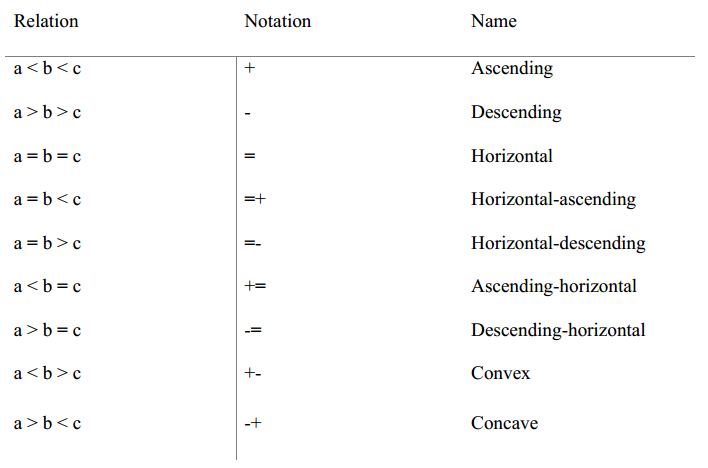 Relation Notation Name
a < b < c + Ascending
a > b > c - Descending
a = b = c = Horizontal
a = b < c =+ Horizontal-ascending
a = b > c =- Horizontal-descending
a < b = c += Ascending-horizontal
a > b = c -= Descending-horizontal
a < b > c +- Convex
a > b < c -+ Concave